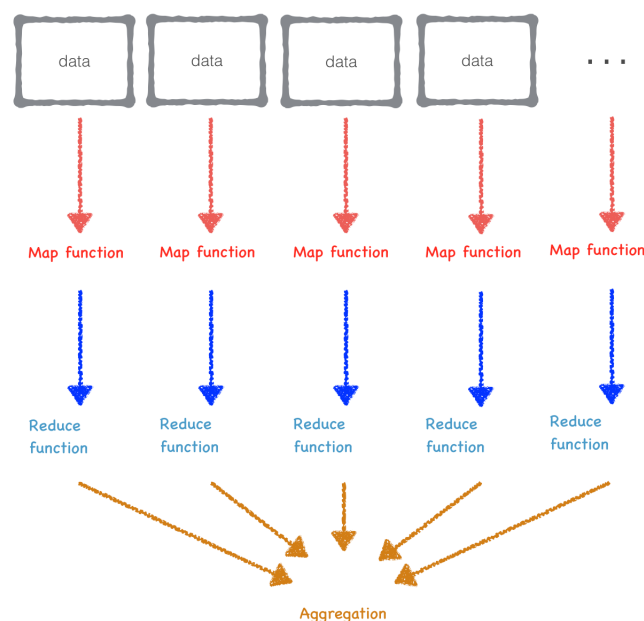 data data data data ...
Map function Map function Map function Map function Map function
Reduce Reduce Reduce Reduce Reduce
function function function function function
Aggregation